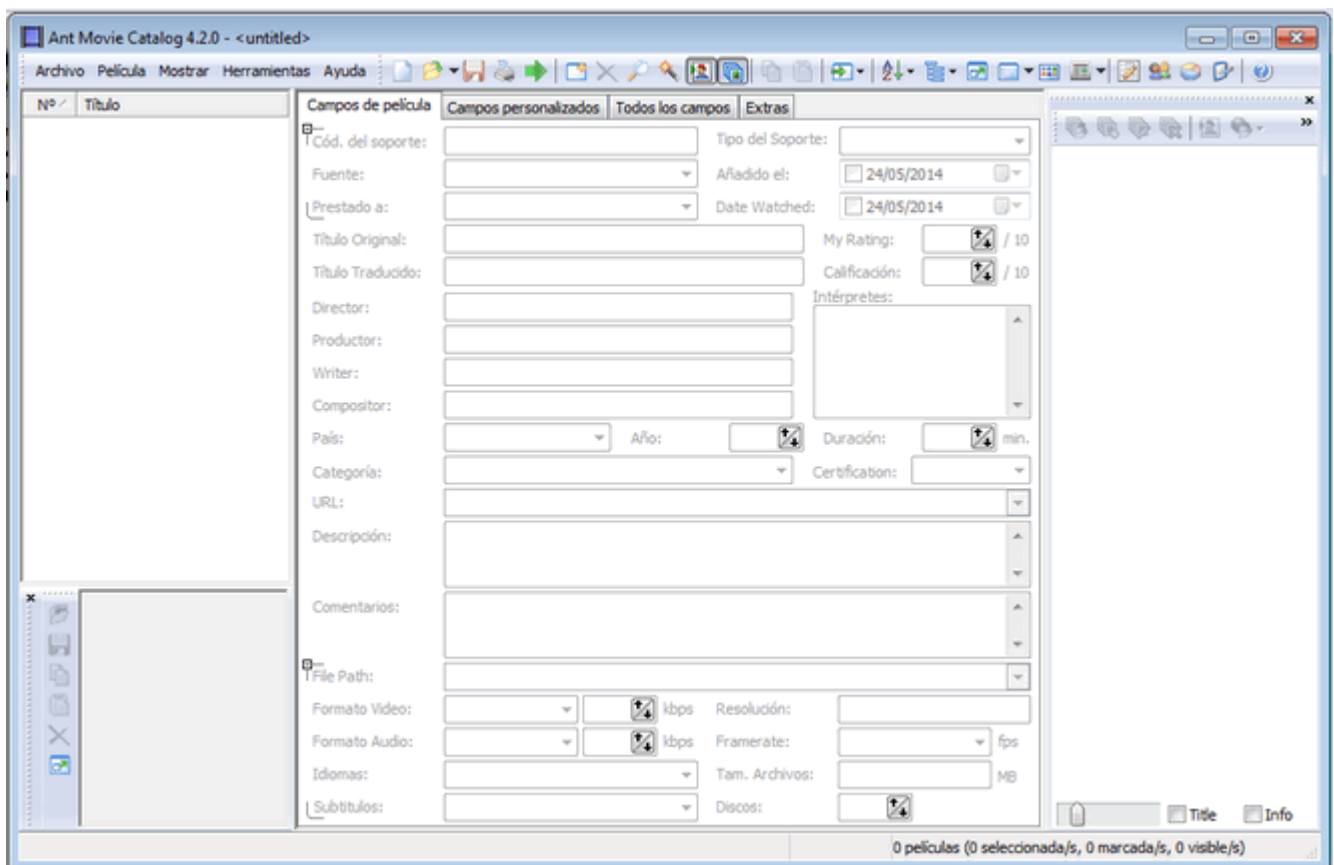 Ant Movie Catalog 4.2.0 - <untitled>
Archivo Película Mostrar Herramientas Ayuda
Nº Título
Campos de película Campos personalizados Todos los campos Extras
Cód. del soporte: Tipo del Soporte:
Fuente: Añadido el: 24/05/2014
Prestado a: Date Watched: 24/05/2014
Título Original: My Rating: / 10
Título Traducido: Calificación: / 10
Director: Intérpretes:
Productor:
Writer:
Compositor:
País: Año: Duración: min.
Categoría: Certification:
URL:
Descripción:
Comentarios:
File Path:
Formato Video: kbps Resolución:
Formato Audio: kbps Framerate: fps
Idiomas: Tam. Archivos: MB
Subtitulos: Discos:
Title Info
0 películas (0 seleccionada/s, 0 marcada/s, 0 visible/s)